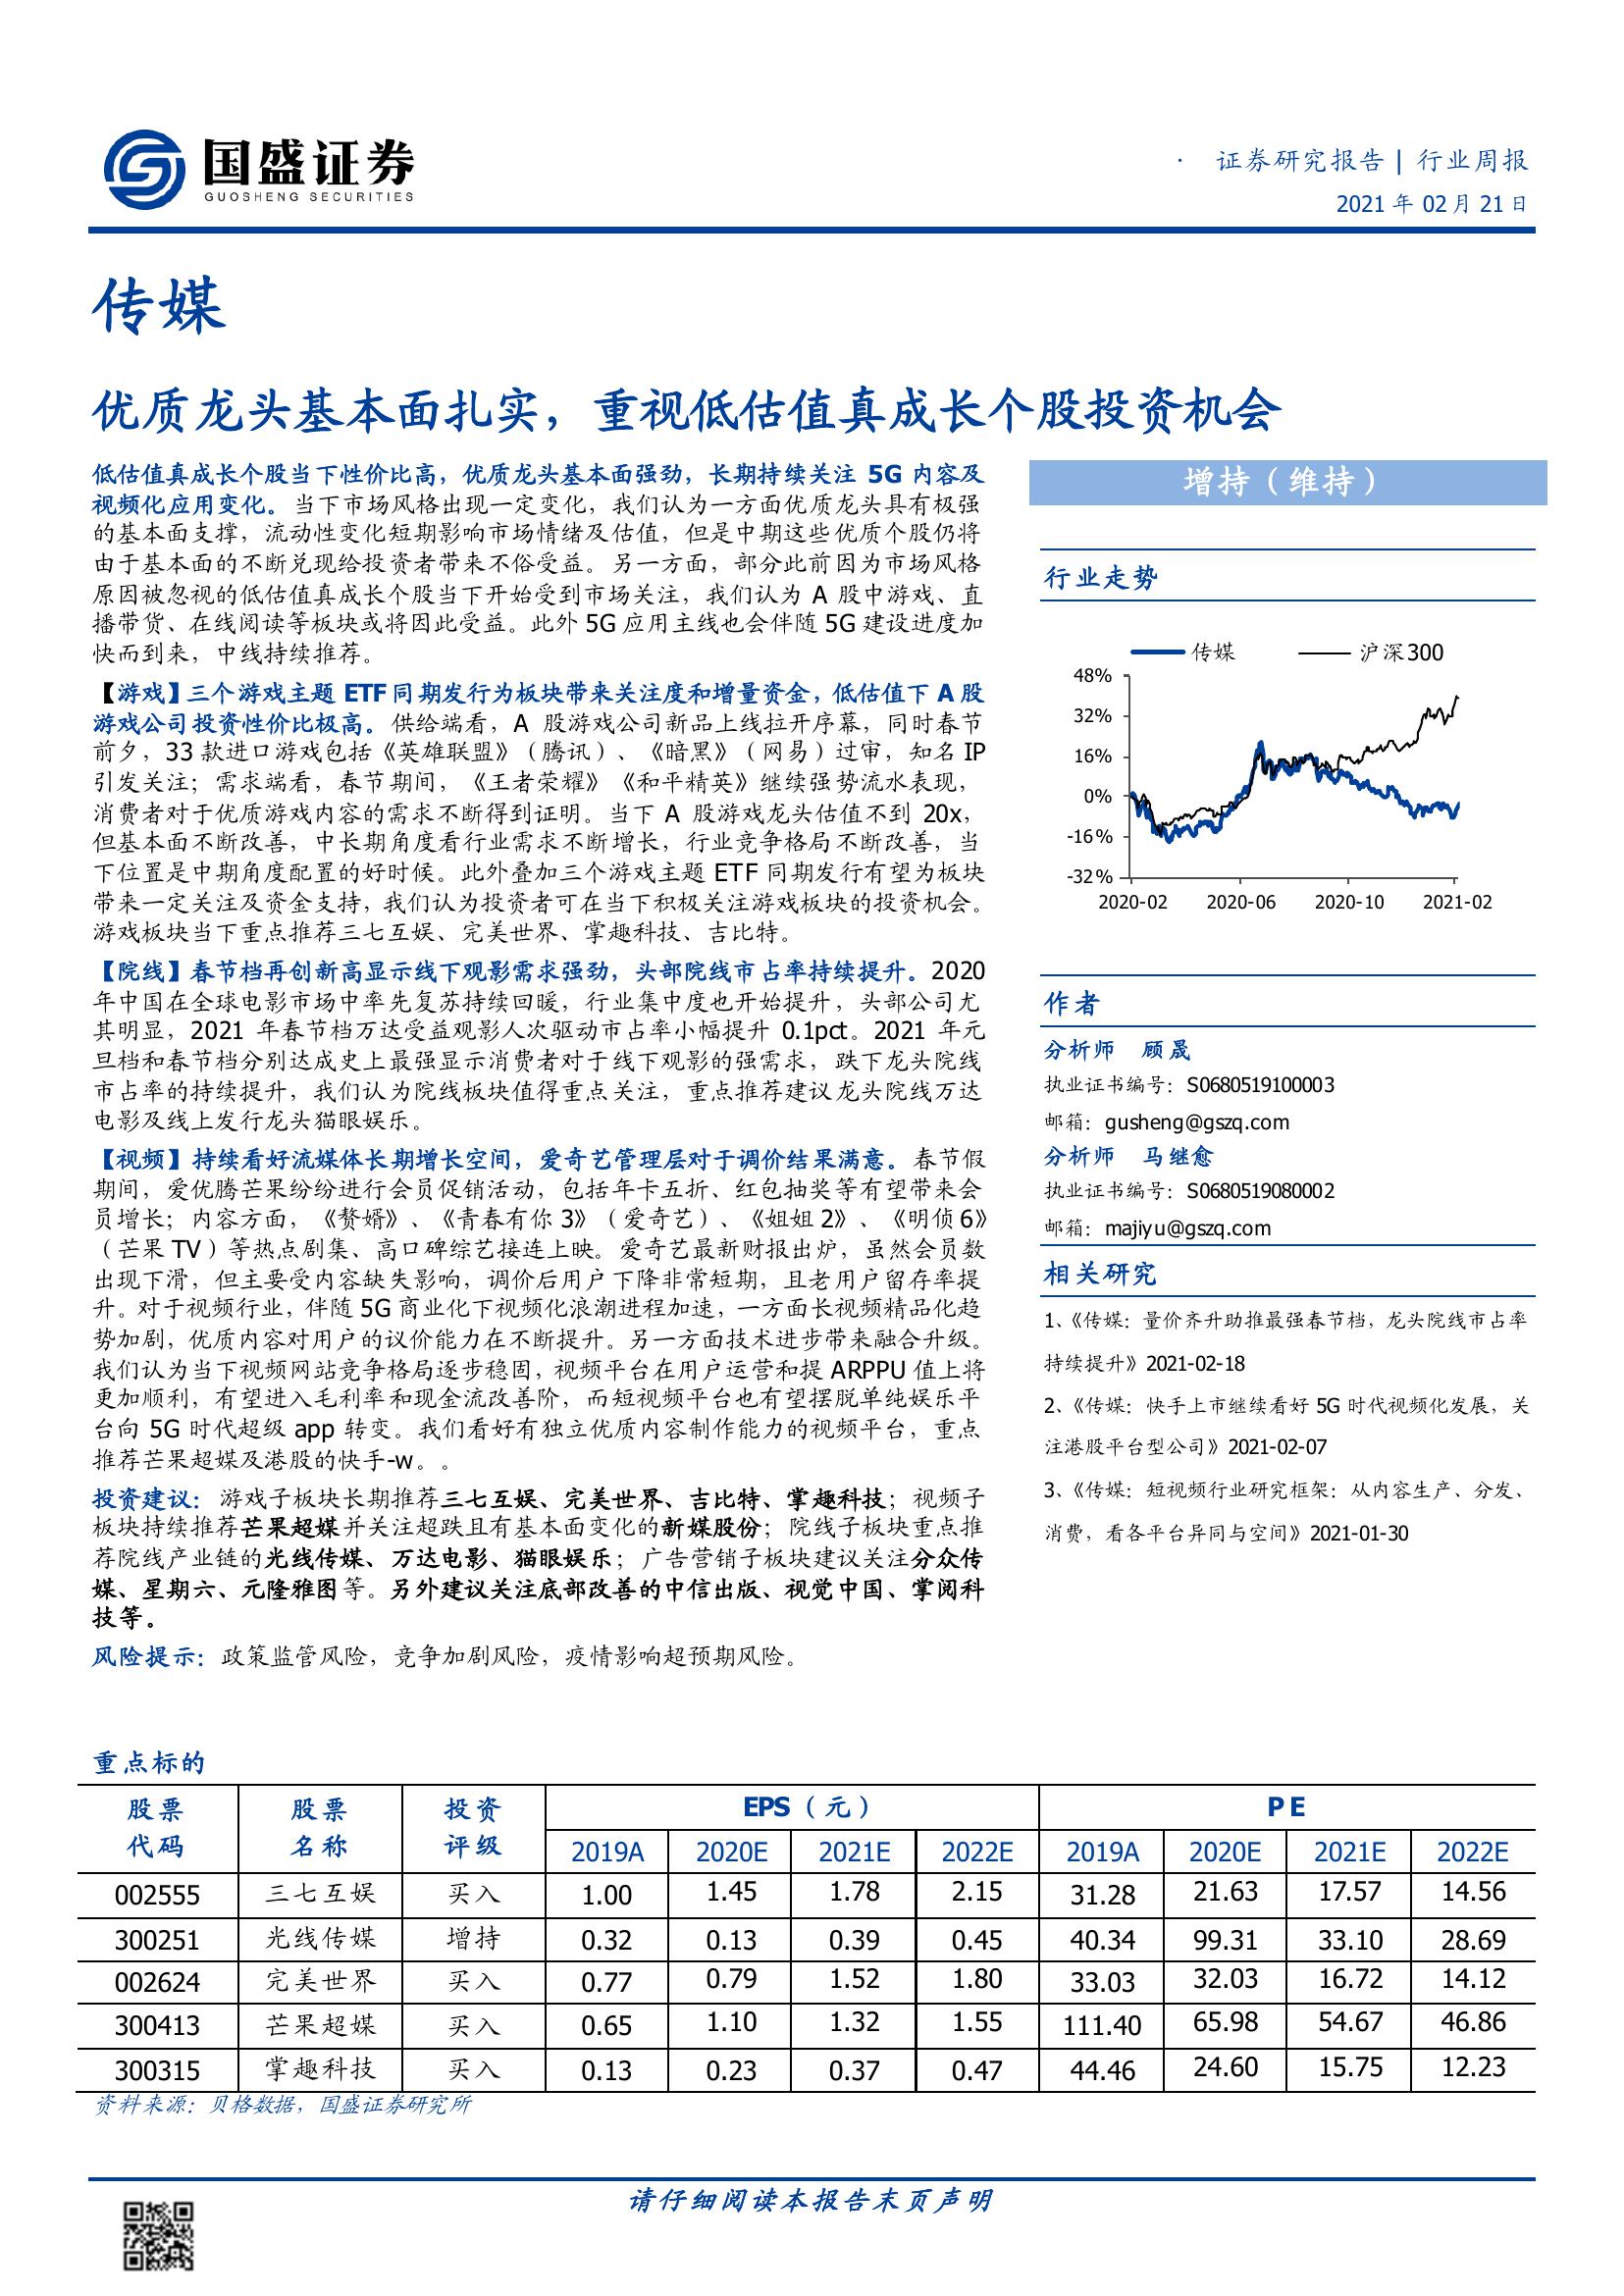 国盛证券
GUOSHENG SECURITIES
· 证券研究报告 | 行业周报
2021 年 02 月 21 日
传媒
优质龙头基本面扎实，重视低估值真成长个股投资机会
低估值真成长个股当下性价比高，优质龙头基本面强劲，长期持续关注 5G 内容及
视频化应用变化。当下市场风格出现一定变化，我们认为一方面优质龙头具有极强
的基本面支撑，流动性变化短期影响市场情绪及估值，但是中期这些优质个股仍将
由于基本面的不断兑现给投资者带来不俗受益。另一方面，部分此前因为市场风格
原因被忽视的低估值真成长个股当下开始受到市场关注，我们认为 A 股中游戏、直
播带货、在线阅读等板块或将因此受益。此外 5G 应用主线也会伴随 5G 建设进度加
快而到来，中线持续推荐。
【游戏】三个游戏主题 ETF 同期发行为板块带来关注度和增量资金，低估值下 A 股
游戏公司投资性价比极高。供给端看，A 股游戏公司新品上线拉开序幕，同时春节
前夕，33 款进口游戏包括《英雄联盟》（腾讯）、《暗黑》（网易）过审，知名 IP
引发关注；需求端看，春节期间，《王者荣耀》《和平精英》继续强势流水表现，
消费者对于优质游戏内容的需求不断得到证明。当下 A 股游戏龙头估值不到 20x，
但基本面不断改善，中长期角度看行业需求不断增长，行业竞争格局不断改善，当
下位置是中期角度配置的好时候。此外叠加三个游戏主题 ETF 同期发行有望为板块
带来一定关注及资金支持，我们认为投资者可在当下积极关注游戏板块的投资机会。
游戏板块当下重点推荐三七互娱、完美世界、掌趣科技、吉比特。
【院线】春节档再创新高显示线下观影需求强劲，头部院线市占率持续提升。2020
年中国在全球电影市场中率先复苏持续回暖，行业集中度也开始提升，头部公司尤
其明显，2021 年春节档万达受益观影人次驱动市占率小幅提升 0.1pct。2021 年元
旦档和春节档分别达成史上最强显示消费者对于线下观影的强需求，跌下龙头院线
市占率的持续提升，我们认为院线板块值得重点关注，重点推荐建议龙头院线万达
电影及线上发行龙头猫眼娱乐。
【视频】持续看好流媒体长期增长空间，爱奇艺管理层对于调价结果满意。春节假
期间，爱优腾芒果纷纷进行会员促销活动，包括年卡五折、红包抽奖等有望带来会
员增长；内容方面，《赘婿》、《青春有你 3》（爱奇艺）、《姐姐 2》、《明侦 6》
（芒果 TV）等热点剧集、高口碑综艺接连上映。爱奇艺最新财报出炉，虽然会员数
出现下滑，但主要受内容缺失影响，调价后用户下降非常短期，且老用户留存率提
升。对于视频行业，伴随 5G 商业化下视频化浪潮进程加速，一方面长视频精品化趋
势加剧，优质内容对用户的议价能力在不断提升。另一方面技术进步带来融合升级。
我们认为当下视频网站竞争格局逐步稳固，视频平台在用户运营和提 ARPPU 值上将
更加顺利，有望进入毛利率和现金流改善阶，而短视频平台也有望摆脱单纯娱乐平
台向 5G 时代超级 app 转变。我们看好有独立优质内容制作能力的视频平台，重点
推荐芒果超媒及港股的快手-w。。
投资建议：游戏子板块长期推荐三七互娱、完美世界、吉比特、掌趣科技；视频子
板块持续推荐芒果超媒并关注超跌且有基本面变化的新媒股份；院线子板块重点推
荐院线产业链的光线传媒、万达电影、猫眼娱乐；广告营销子板块建议关注分众传
媒、星期六、元隆雅图等。另外建议关注底部改善的中信出版、视觉中国、掌阅科
技等。
风险提示：政策监管风险，竞争加剧风险，疫情影响超预期风险。
增持（维持）
行业走势
传媒 沪深300
48%
32%
16%
0%
-16%
-32%
2020-02 2020-06 2020-10 2021-02
作者
分析师 顾晟
执业证书编号：S0680519100003
邮箱：gusheng@gszq.com
分析师 马继愈
执业证书编号：S0680519080002
邮箱：majiyu@gszq.com
相关研究
1、《传媒：量价齐升助推最强春节档，龙头院线市占率
持续提升》2021-02-18
2、《传媒：快手上市继续看好 5G 时代视频化发展，关
注港股平台型公司》2021-02-07
3、《传媒：短视频行业研究框架：从内容生产、分发、
消费，看各平台异同与空间》2021-01-30
重点标的
股票 股票 投资 EPS（元） PE
代码 名称 评级 2019A 2020E 2021E 2022E 2019A 2020E 2021E 2022E
002555 三七互娱 买入 1.00 1.45 1.78 2.15 31.28 21.63 17.57 14.56
300251 光线传媒 增持 0.32 0.13 0.39 0.45 40.34 99.31 33.10 28.69
002624 完美世界 买入 0.77 0.79 1.52 1.80 33.03 32.03 16.72 14.12
300413 芒果超媒 买入 0.65 1.10 1.32 1.55 111.40 65.98 54.67 46.86
300315 掌趣科技 买入 0.13 0.23 0.37 0.47 44.46 24.60 15.75 12.23
资料来源：贝格数据，国盛证券研究所
请仔细阅读本报告末页声明